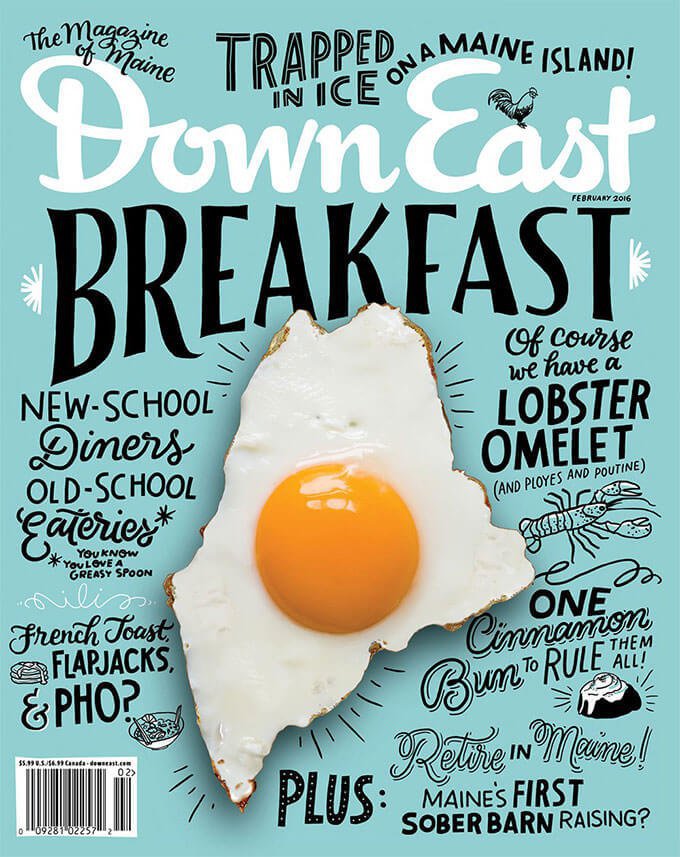 The Magazine
of Maine
TRAPPED
IN ICE
ON A MAINE ISLAND!
Down East
FEBRUARY 2016
BREAKFAST
NEW-SCHOOL
Diners
OLD-SCHOOL
Eateries*
*YOU KNOW
YOU LOVE A
GREASY SPOON
French Toast,
FLAPJACKS,
& PHO?
Of course
we have a
LOBSTER
OMELET
(AND PLOYES AND POUTINE)
ONE
Cinnamon
Bun TO RULE THEM
ALL!
PLUS:
Retire IN Maine!
MAINE'S FIRST
SOBER BARN RAISING?
$5.99 U.S./$6.99 Canada - downeast.com
02>
0 09281 02257 2